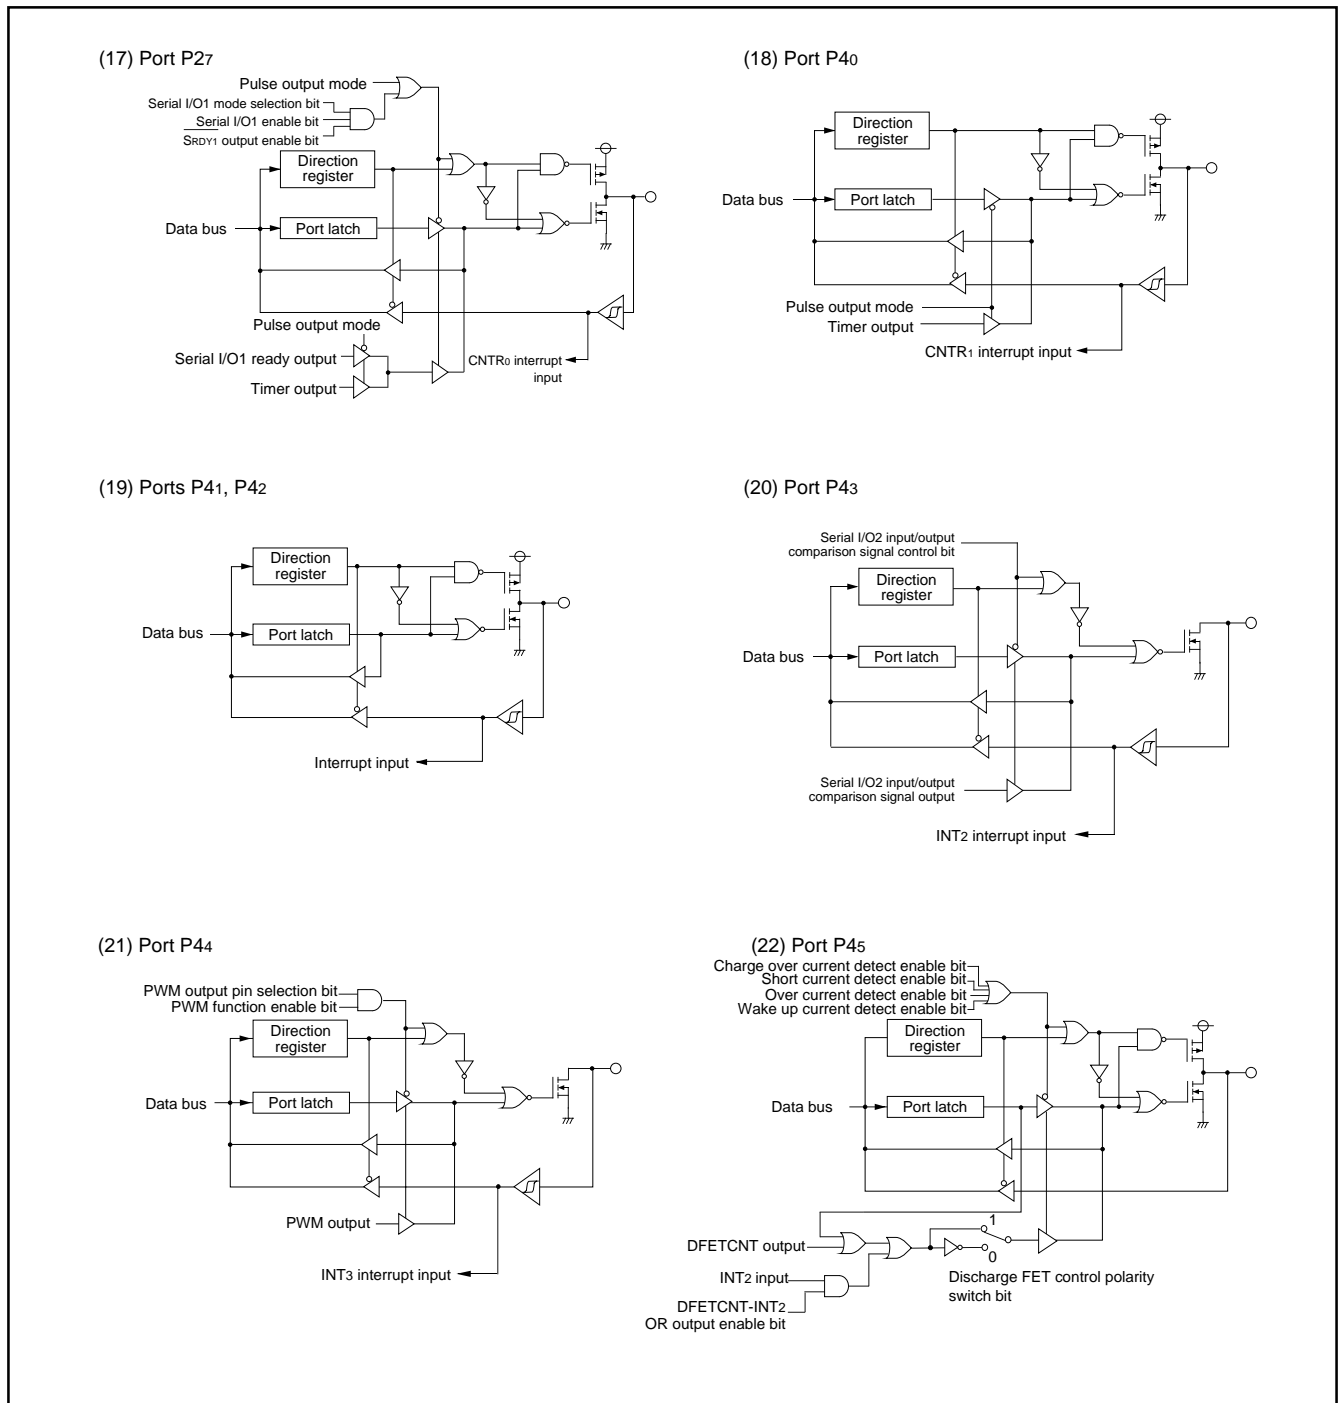 (17) Port P27
Pulse output mode
Serial I/O1 mode selection bit
Serial I/O1 enable bit
SRDY1 output enable bit
Direction
register
Data bus
Port latch
Pulse output mode
Serial I/O1 ready output
Timer output
CNTR0 interrupt
input
(18) Port P40
Direction
register
Data bus
Port latch
Pulse output mode
Timer output
CNTR1 interrupt input
(19) Ports P41, P42
Direction
register
Data bus
Port latch
Interrupt input
(20) Port P43
Serial I/O2 input/output
comparison signal control bit
Direction
register
Data bus
Port latch
Serial I/O2 input/output
comparison signal output
INT2 interrupt input
(21) Port P44
PWM output pin selection bit
PWM function enable bit
Direction
register
Data bus
Port latch
PWM output
INT3 interrupt input
(22) Port P45
Charge over current detect enable bit
Short current detect enable bit
Over current detect enable bit
Wake up current detect enable bit
Direction
register
Data bus
Port latch
1
DFETCNT output
0
INT2 input
Discharge FET control polarity
switch bit
DFETCNT-INT2
OR output enable bit